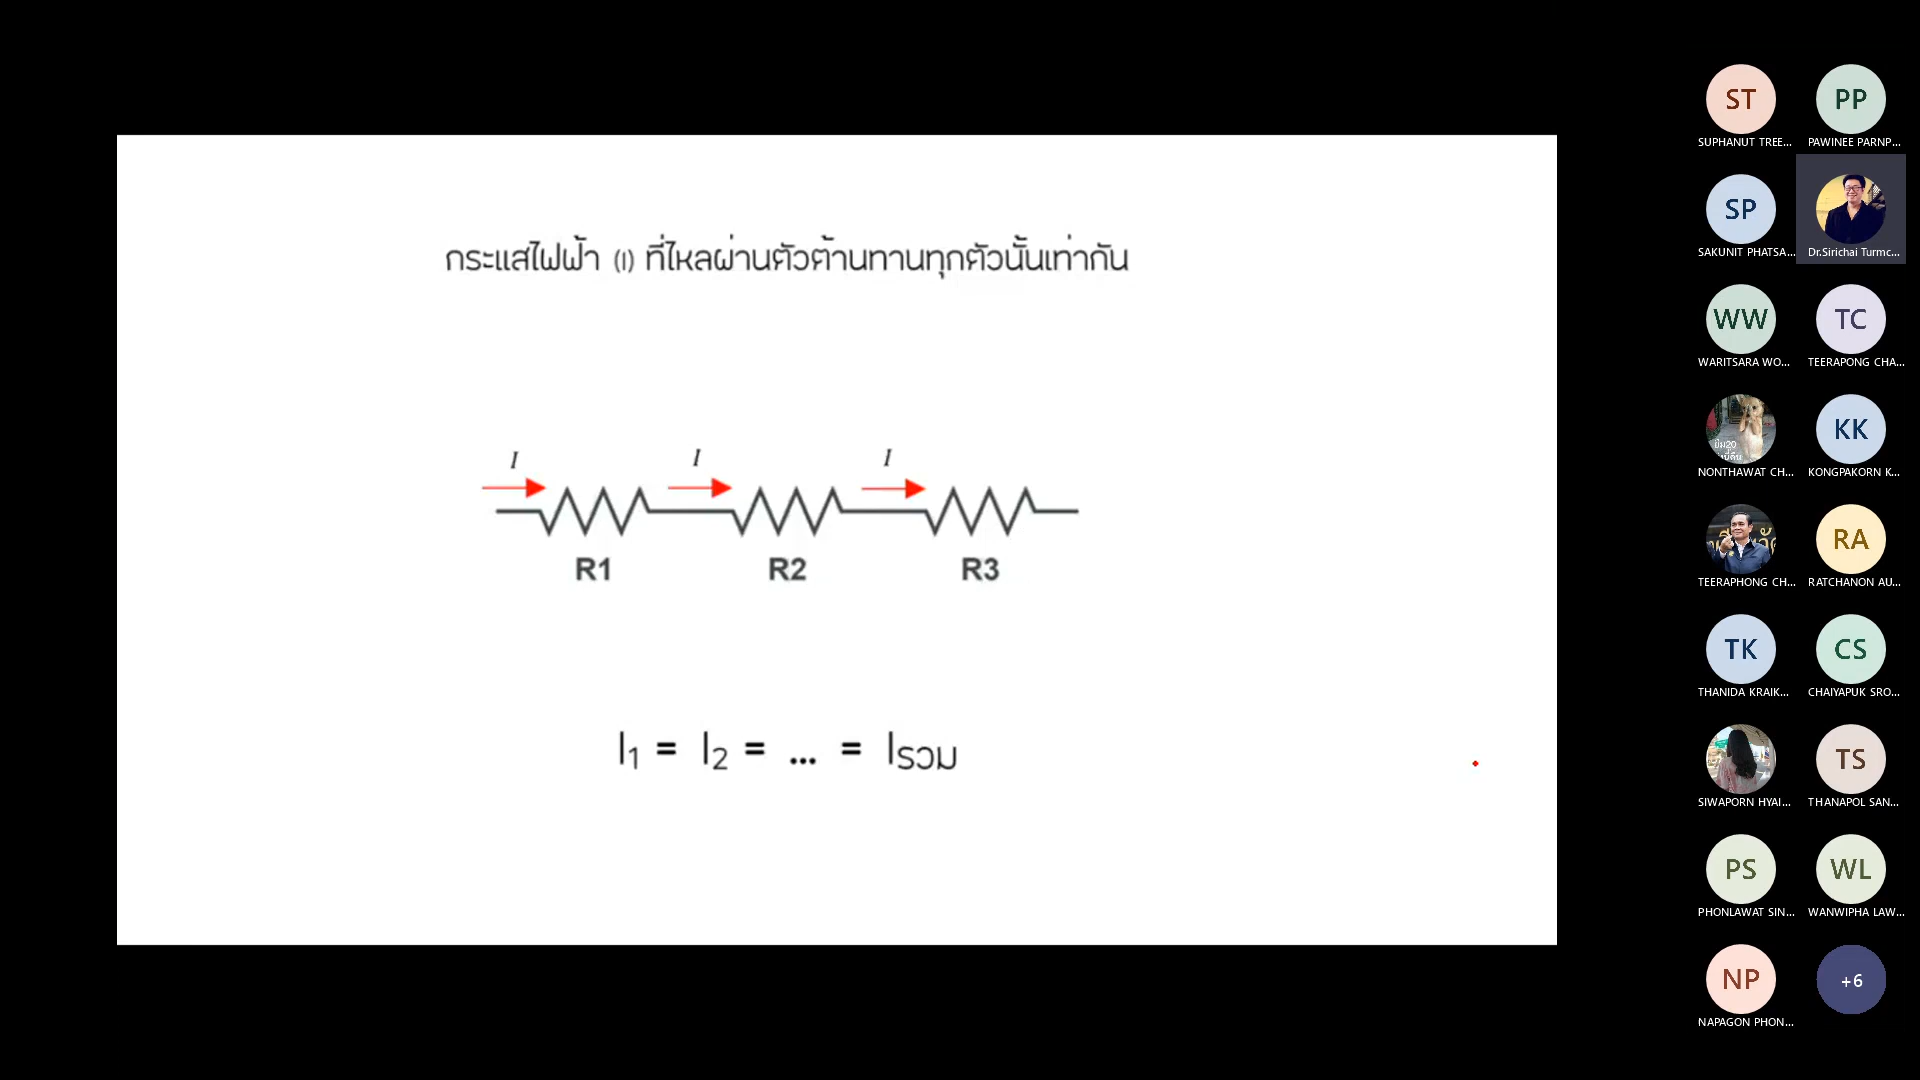 กระแสไฟฟ้า (I) ที่ไหลผ่านตัวต้านทานทุกตัวนั้นเท่ากัน
I I I
R1 R2 R3
I1 = I2 = ... = Iรวม
ST PP
SUPHANUT TREE... PAWINEE PARNP...
SP
SAKUNIT PHATSA... Dr.Sirichai Turmc...
WW TC
WARITSARA WO... TEERAPONG CHA...
KK
NONTHAWAT CH... KONGPAKORN K...
RA
TEERAPHONG CH... RATCHANON AU...
TK CS
THANIDA KRAIK... CHAIYAPUK SRO...
TS
SIWAPORN HYAI... THANAPOL SAN...
PS WL
PHONLAWAT SIN... WANWIPHA LAW...
NP +6
NAPAGON PHON...